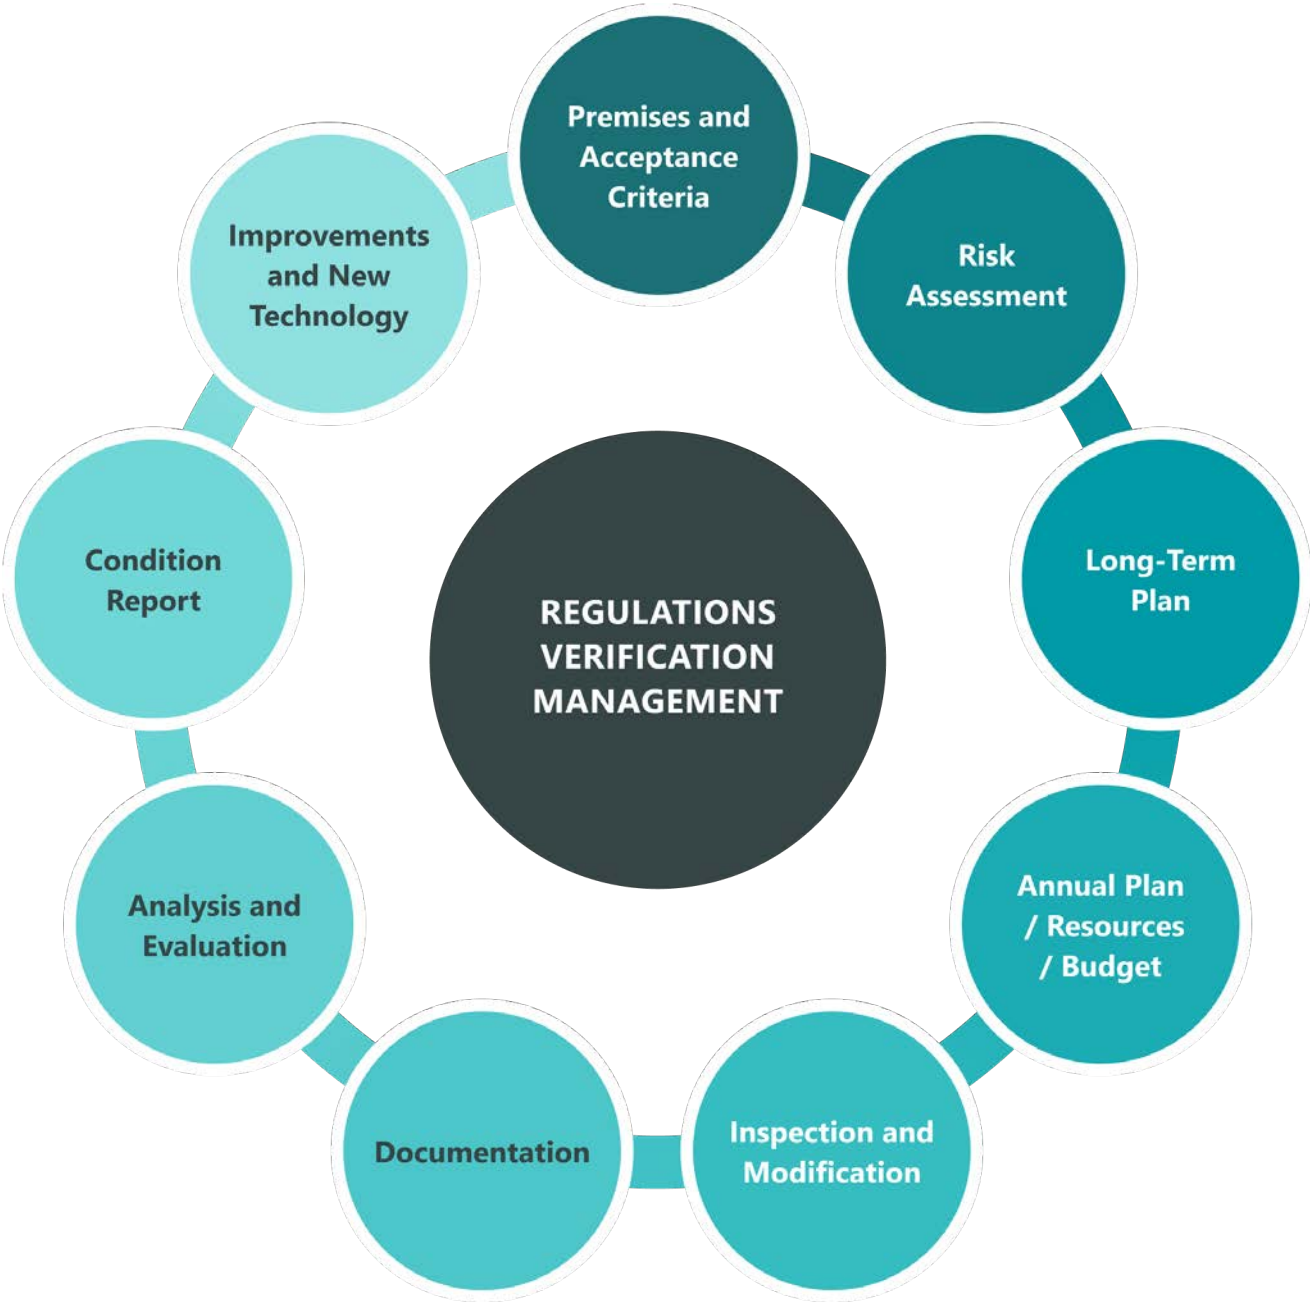 Premises and
Acceptance
Criteria
Risk
Assessment
Long-Term
Plan
Annual Plan
/ Resources
/ Budget
Inspection and
Modification
Documentation
Analysis and
Evaluation
Condition
Report
Improvements
and New
Technology
REGULATIONS
VERIFICATION
MANAGEMENT